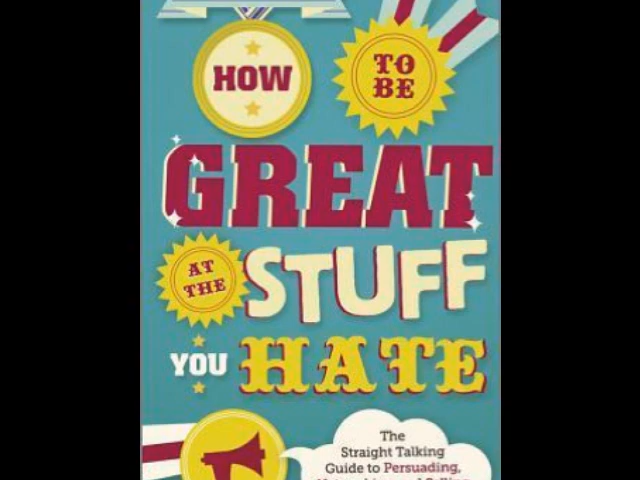 HOW
TO
BE
GREAT
AT
THE
STUFF
YOU
HATE
The
Straight Talking
Guide to Persuading,